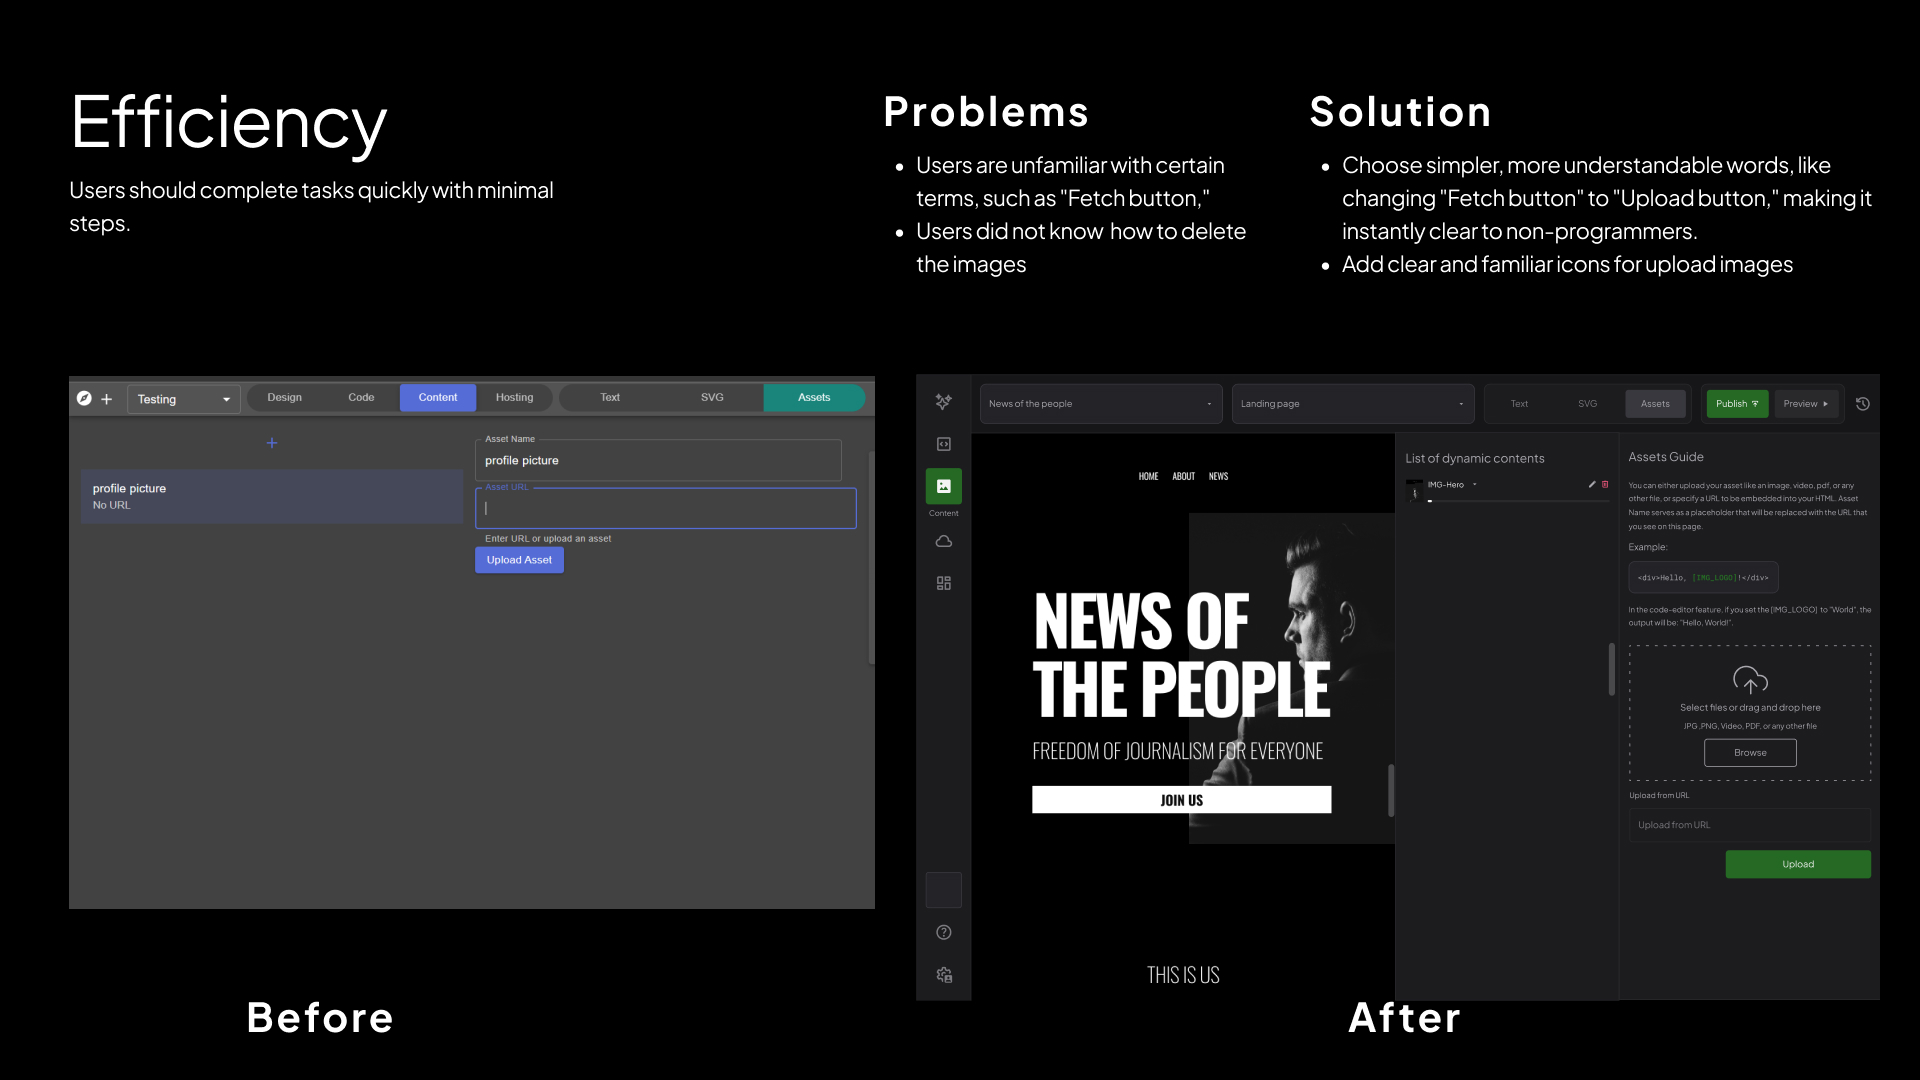 Efficiency
Users should complete tasks quickly with minimal
steps.
Problems
• Users are unfamiliar with certain
terms, such as "Fetch button,"
• Users did not know how to delete
the images
Solution
• Choose simpler, more understandable words, like
changing "Fetch button" to "Upload button," making it
instantly clear to non-programmers.
• Add clear and familiar icons for upload images
Testing
Design
Code
Content
Hosting
Text
SVG
Assets
profile picture
No URL
Asset Name
profile picture
Asset URL
Enter URL or upload an asset
Upload Asset
Before
News of the people
Landing page
Text
SVG
Assets
Publish
Preview
Content
HOME
ABOUT
NEWS
NEWS OF
THE PEOPLE
FREEDOM OF JOURNALISM FOR EVERYONE
JOIN US
THIS IS US
List of dynamic contents
IMG-Hero
Assets Guide
You can either upload your asset like an image, video, pdf, or any
other file, or specify a URL to be embedded into your HTML. Asset
Name serves as a placeholder that will be replaced with the URL that
you see on this page.
Example:
<div>Hello, [IMG_LOGO]!</div>
In the code-editor feature, if you set the [IMG_LOGO] to "World", the
output will be: "Hello, World!".
Select files or drag and drop here
JPG ,PNG, Video, PDF, or any other file
Browse
Upload from URL
Upload from URL
Upload
After